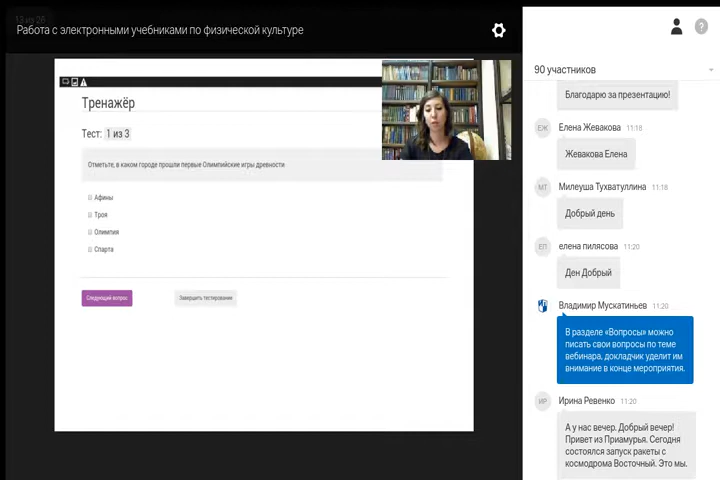 13 из 26
Работа с электронными учебниками по физической культуре
Тренажёр
Тест: 1 из 3
Отметьте, в каком городе прошли первые Олимпийские игры древности
Афины
Троя
Олимпия
Спарта
Следующий вопрос
Завершить тестирование
?
90 участников
Благодарю за презентацию!
ЕЖ
Елена Жевакова 11:18
Жевакова Елена
МТ
Милеуша Тухватуллина 11:18
Добрый день
ЕП
елена пилясова 11:20
Ден Добрый
Владимир Мускатиньев 11:20
В разделе «Вопросы» можно
писать свои вопросы по теме
вебинара, докладчик уделит им
внимание в конце мероприятия.
ИР
Ирина Ревенко 11:20
А у нас вечер. Добрый вечер!
Привет из Приамурья. Сегодня
состоялся запуск ракеты с
космодрома Восточный. Это мы.